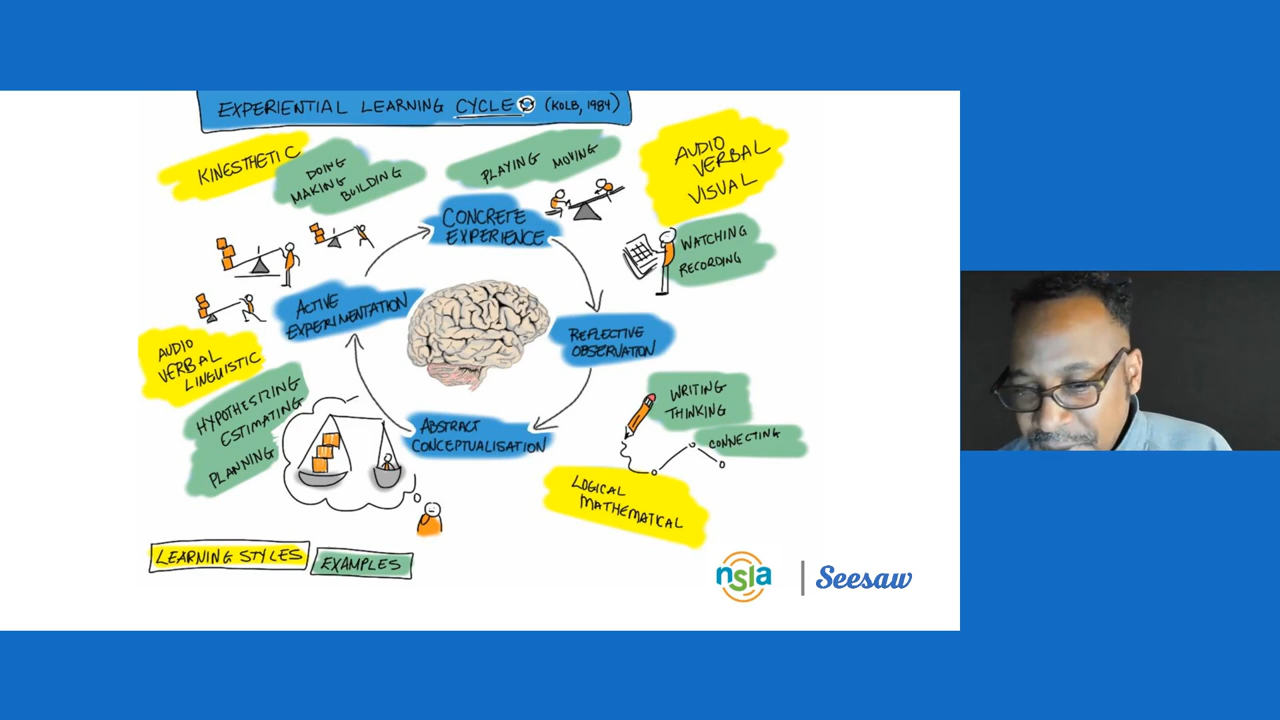 EXPERIENTIAL LEARNING CYCLE (KOLB, 1984)
KINESTHETIC
DOING
MAKING
BUILDING
PLAYING MOVING
AUDIO
VERBAL
VISUAL
CONCRETE
EXPERIENCE
WATCHING
RECORDING
ACTIVE
EXPERIMENTATION
REFLECTIVE
OBSERVATION
AUDIO
VERBAL
LINGUISTIC
HYPOTHESIZING
ESTIMATING
PLANNING
ABSTRACT
CONCEPTUALISATION
WRITING
THINKING
CONNECTING
LOGICAL
MATHEMATICAL
LEARNING STYLES
EXAMPLES
nsla
Seesaw